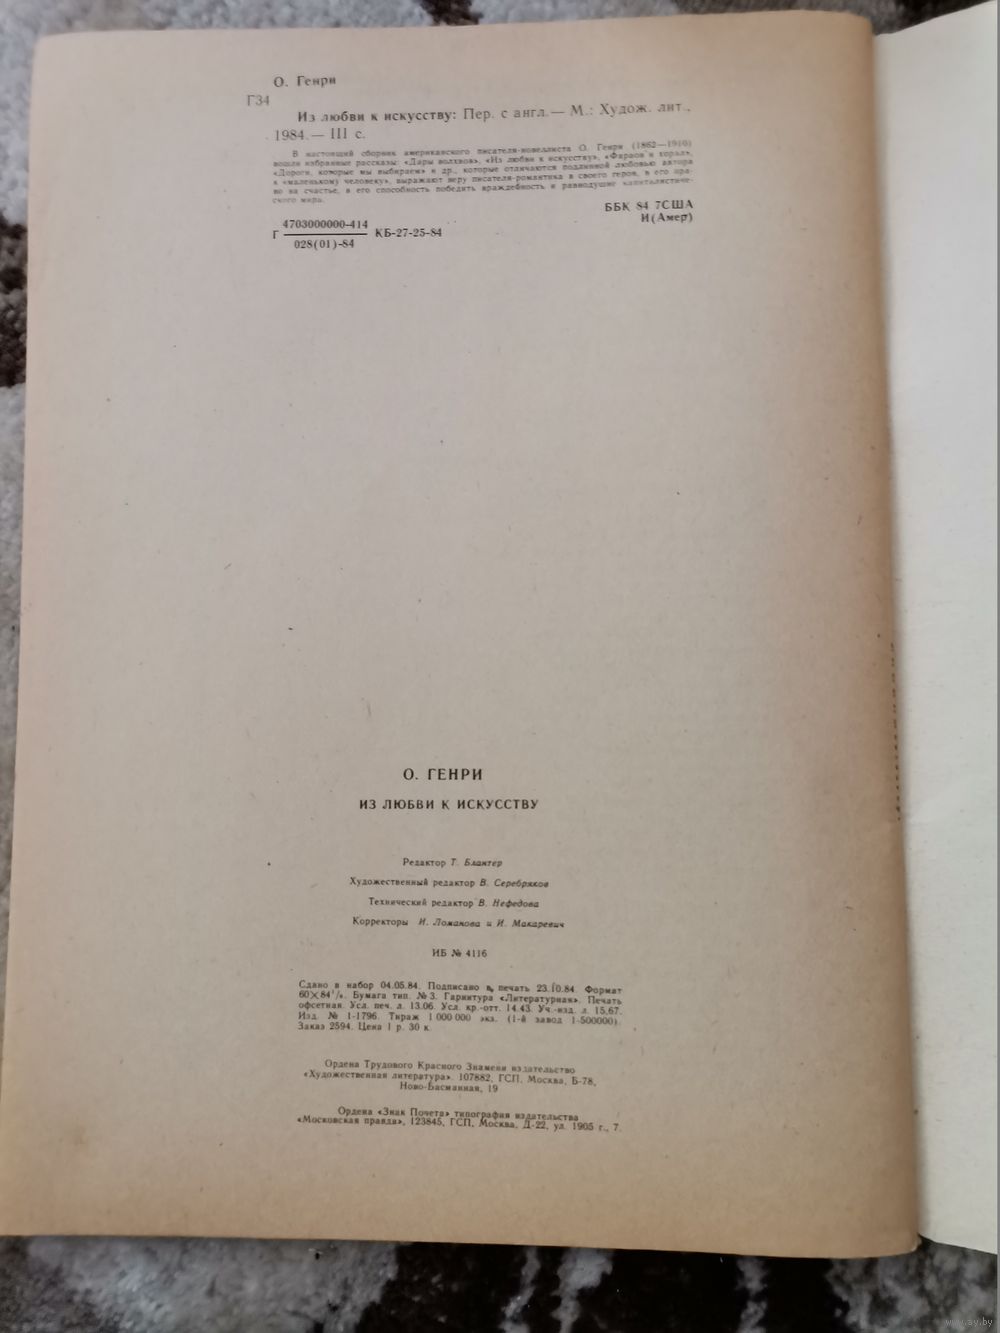 О. Генри
Г34
Из любви к искусству: Пер. с англ.— М.: Худож. лит.,
1984.— III с.
В настоящий сборник американского писателя-новеллиста О. Генри (1862—1910)
вошли избранные рассказы: «Дары волхвов», «Из любви к искусству», «Фараон и хорал»,
«Дороги, которые мы выбираем» и др., которые отличаются подлинной любовью автора
к «маленькому человеку», выражают веру писателя-романтика в своего героя, в его пра-
во на счастье, в его способность победить враждебность и равнодушие капиталистиче-
ского мира.
ББК 84 7США
И(Амер)
Г 4703000000-414 КБ-27-25-84
028(01)-84
О. ГЕНРИ
ИЗ ЛЮБВИ К ИСКУССТВУ
Редактор Т. Блантер
Художественный редактор В. Серебряков
Технический редактор В. Нефедова
Корректоры И. Ломанова и И. Макаревич
ИБ № 4116
Сдано в набор 04.05.84. Подписано в печать 23.10.84. Формат
60×84¹/₈. Бумага тип. № 3. Гарнитура «Литературная». Печать
офсетная. Усл. печ. л. 13.06. Усл. кр.-отт. 14.43. Уч.-изд. л. 15,67.
Изд. № 1-1796. Тираж 1 000 000 экз. (1-й завод 1-500000).
Заказ 2594. Цена 1 р. 30 к.
Ордена Трудового Красного Знамени издательство
«Художественная литература». 107882, ГСП, Москва, Б-78,
Ново-Басманная, 19
Ордена «Знак Почета» типография издательства
«Московская правда», 123845, ГСП, Москва, Д-22, ул. 1905 г., 7.
www.ay.by